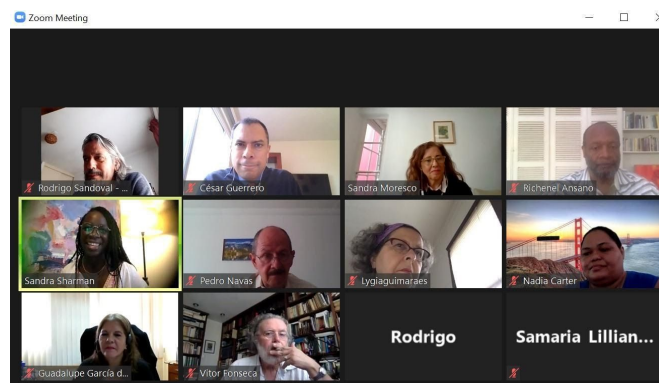 Zoom Meeting
Rodrigo Sandoval - ...
César Guerrero
Sandra Moresco
Richenel Ansano
Sandra Sharman
Pedro Navas
Lygiaguimaraes
Nadia Carter
Guadalupe García d...
Vitor Fonseca
Rodrigo
Samaria Lillian...